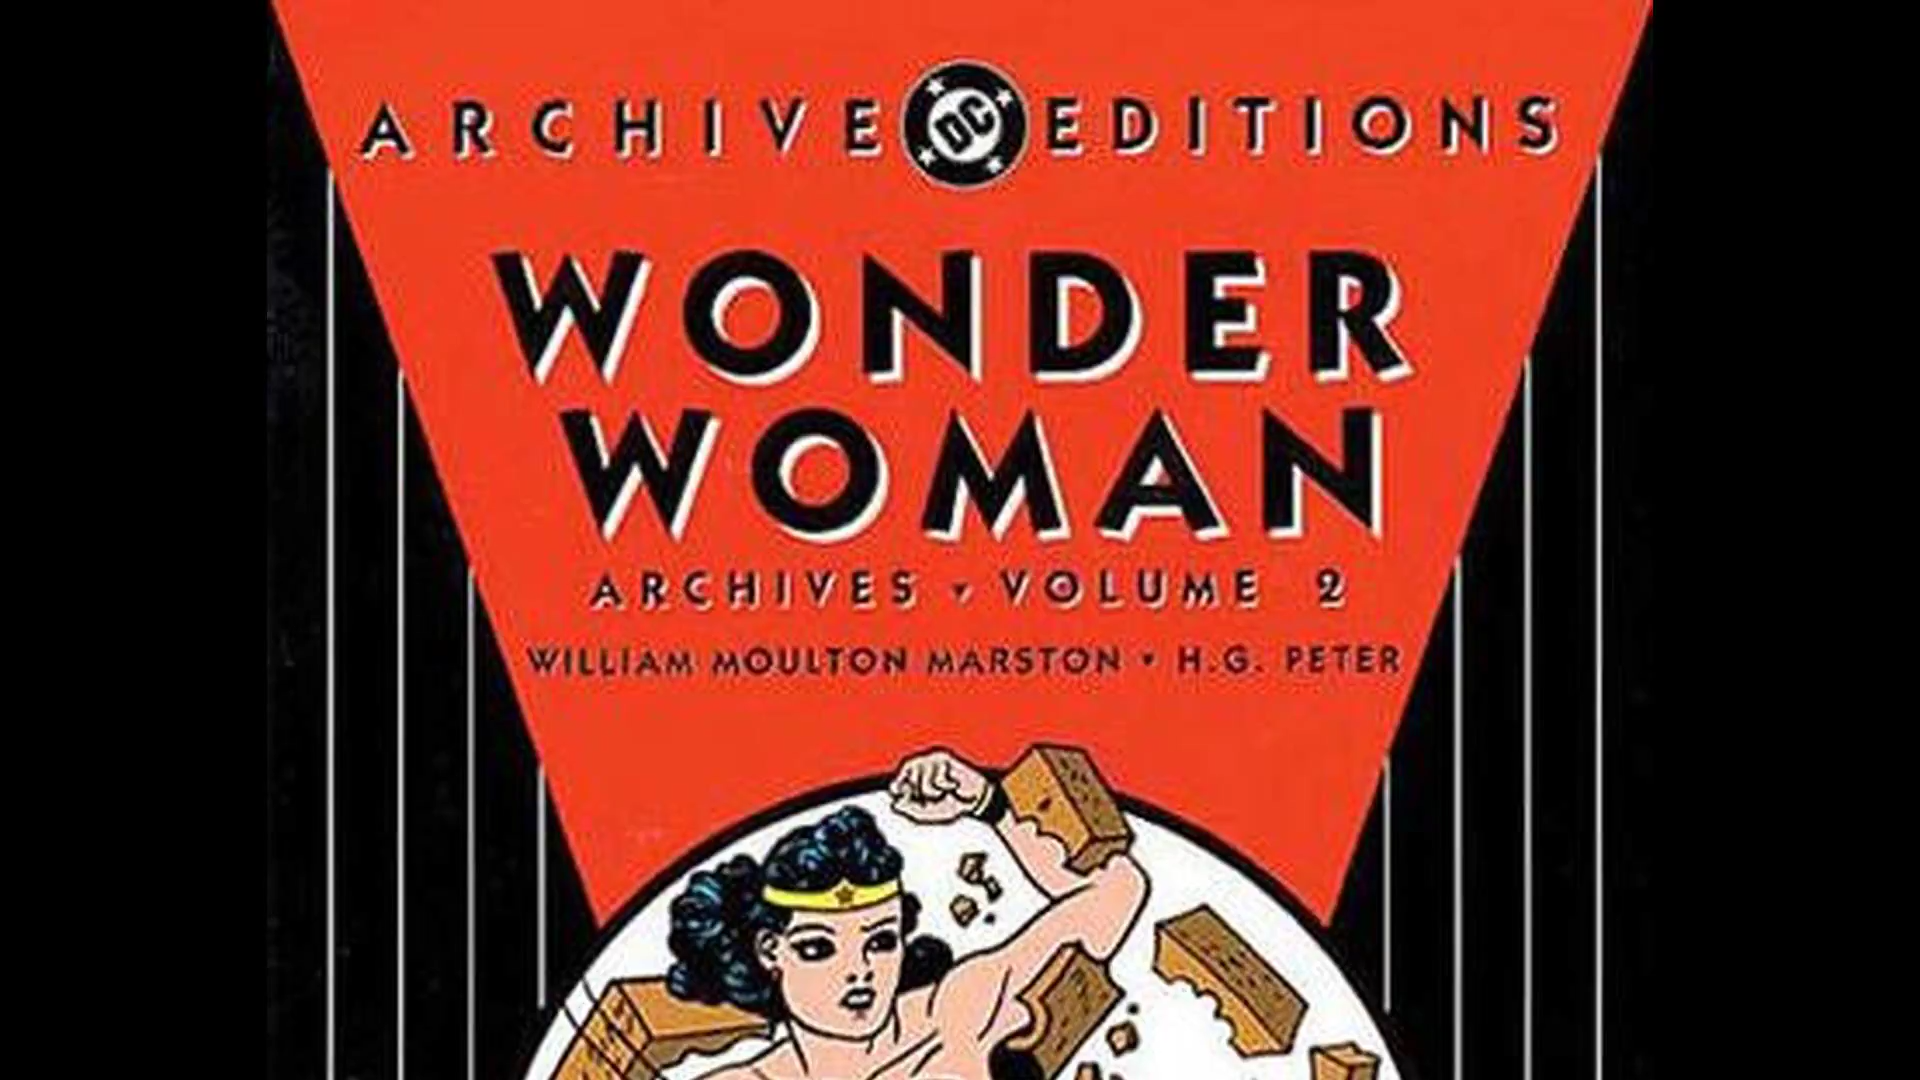 ARCHIVE DC EDITIONS
WONDER
WOMAN
ARCHIVES ▾ VOLUME 2
WILLIAM MOULTON MARSTON • H.G. PETER